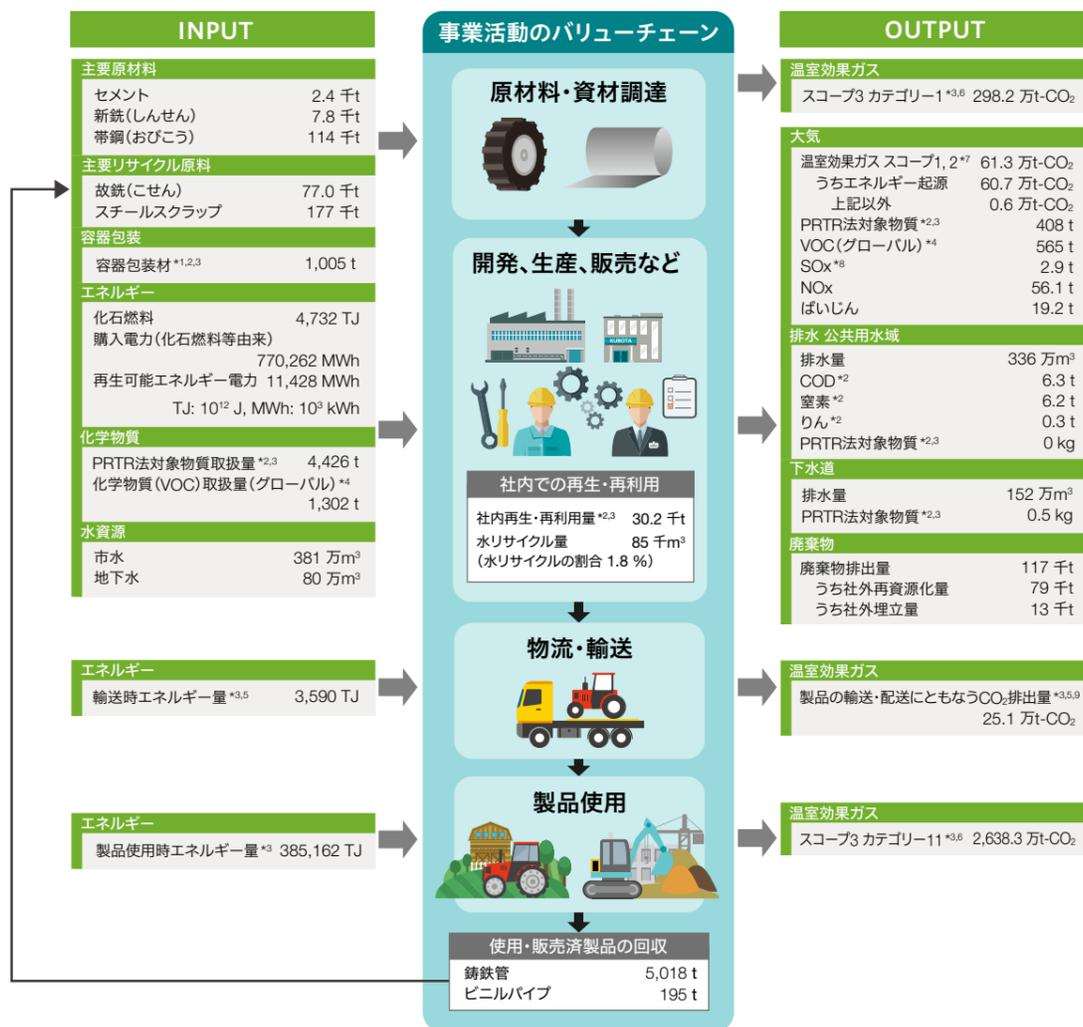 INPUT
主要原材料
セメント 2.4 千t
新銑(しんせん) 7.8 千t
帯鋼(おびこう) 114 千t
主要リサイクル原料
故銑(こせん) 77.0 千t
スチールスクラップ 177 千t
容器包装
容器包装材*1,2,3 1,005 t
エネルギー
化石燃料 4,732 TJ
購入電力(化石燃料等由来)
770,262 MWh
再生可能エネルギー電力 11,428 MWh
TJ: 10¹² J, MWh: 10³ kWh
化学物質
PRTR法対象物質取扱量*2,3 4,426 t
化学物質(VOC)取扱量(グローバル)*4
1,302 t
水資源
市水 381 万m³
地下水 80 万m³
エネルギー
輸送時エネルギー量*3,5 3,590 TJ
エネルギー
製品使用時エネルギー量*3 385,162 TJ
事業活動のバリューチェーン
原材料・資材調達
開発、生産、販売など
KUBOTA
社内での再生・再利用
社内再生・再利用量*2,3 30.2 千t
水リサイクル量 85 千m³
(水リサイクルの割合 1.8 %)
物流・輸送
製品使用
使用・販売済製品の回収
鋳鉄管 5,018 t
ビニルパイプ 195 t
OUTPUT
温室効果ガス
スコープ3 カテゴリー1*3,6 298.2 万t-CO₂
大気
温室効果ガス スコープ1, 2*7 61.3 万t-CO₂
うちエネルギー起源 60.7 万t-CO₂
上記以外 0.6 万t-CO₂
PRTR法対象物質*2,3 408 t
VOC(グローバル)*4 565 t
SOx*8 2.9 t
NOx 56.1 t
ばいじん 19.2 t
排水 公共用水域
排水量 336 万m³
COD*2 6.3 t
窒素*2 6.2 t
りん*2 0.3 t
PRTR法対象物質*2,3 0 kg
下水道
排水量 152 万m³
PRTR法対象物質*2,3 0.5 kg
廃棄物
廃棄物排出量 117 千t
うち社外再資源化量 79 千t
うち社外埋立量 13 千t
温室効果ガス
製品の輸送・配送にともなうCO₂排出量*3,5,9
25.1 万t-CO₂
温室効果ガス
スコープ3 カテゴリー11*3,6 2,638.3 万t-CO₂